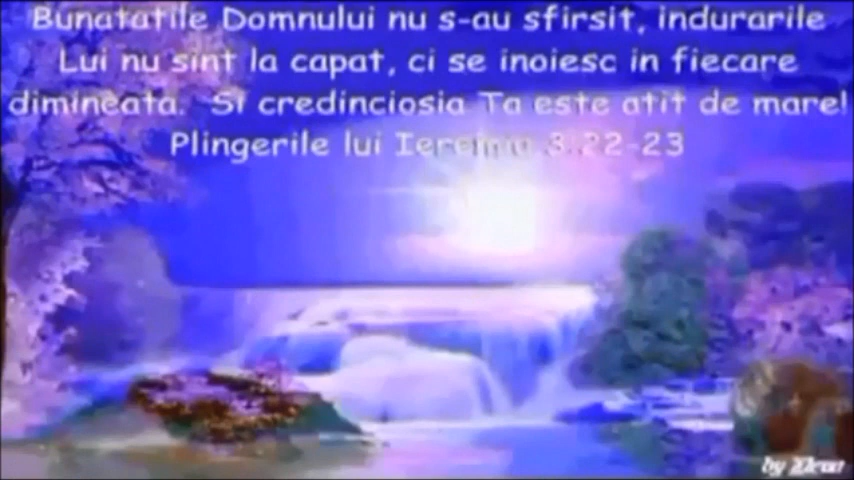 Bunatatile Domnului nu s-au sfirsit, indurarile
Lui nu sint la capat, ci se inoiesc in fiecare
dimineata. Si credinciosia Ta este atit de mare!
Plingerile lui Ieremia 3.22-23
by